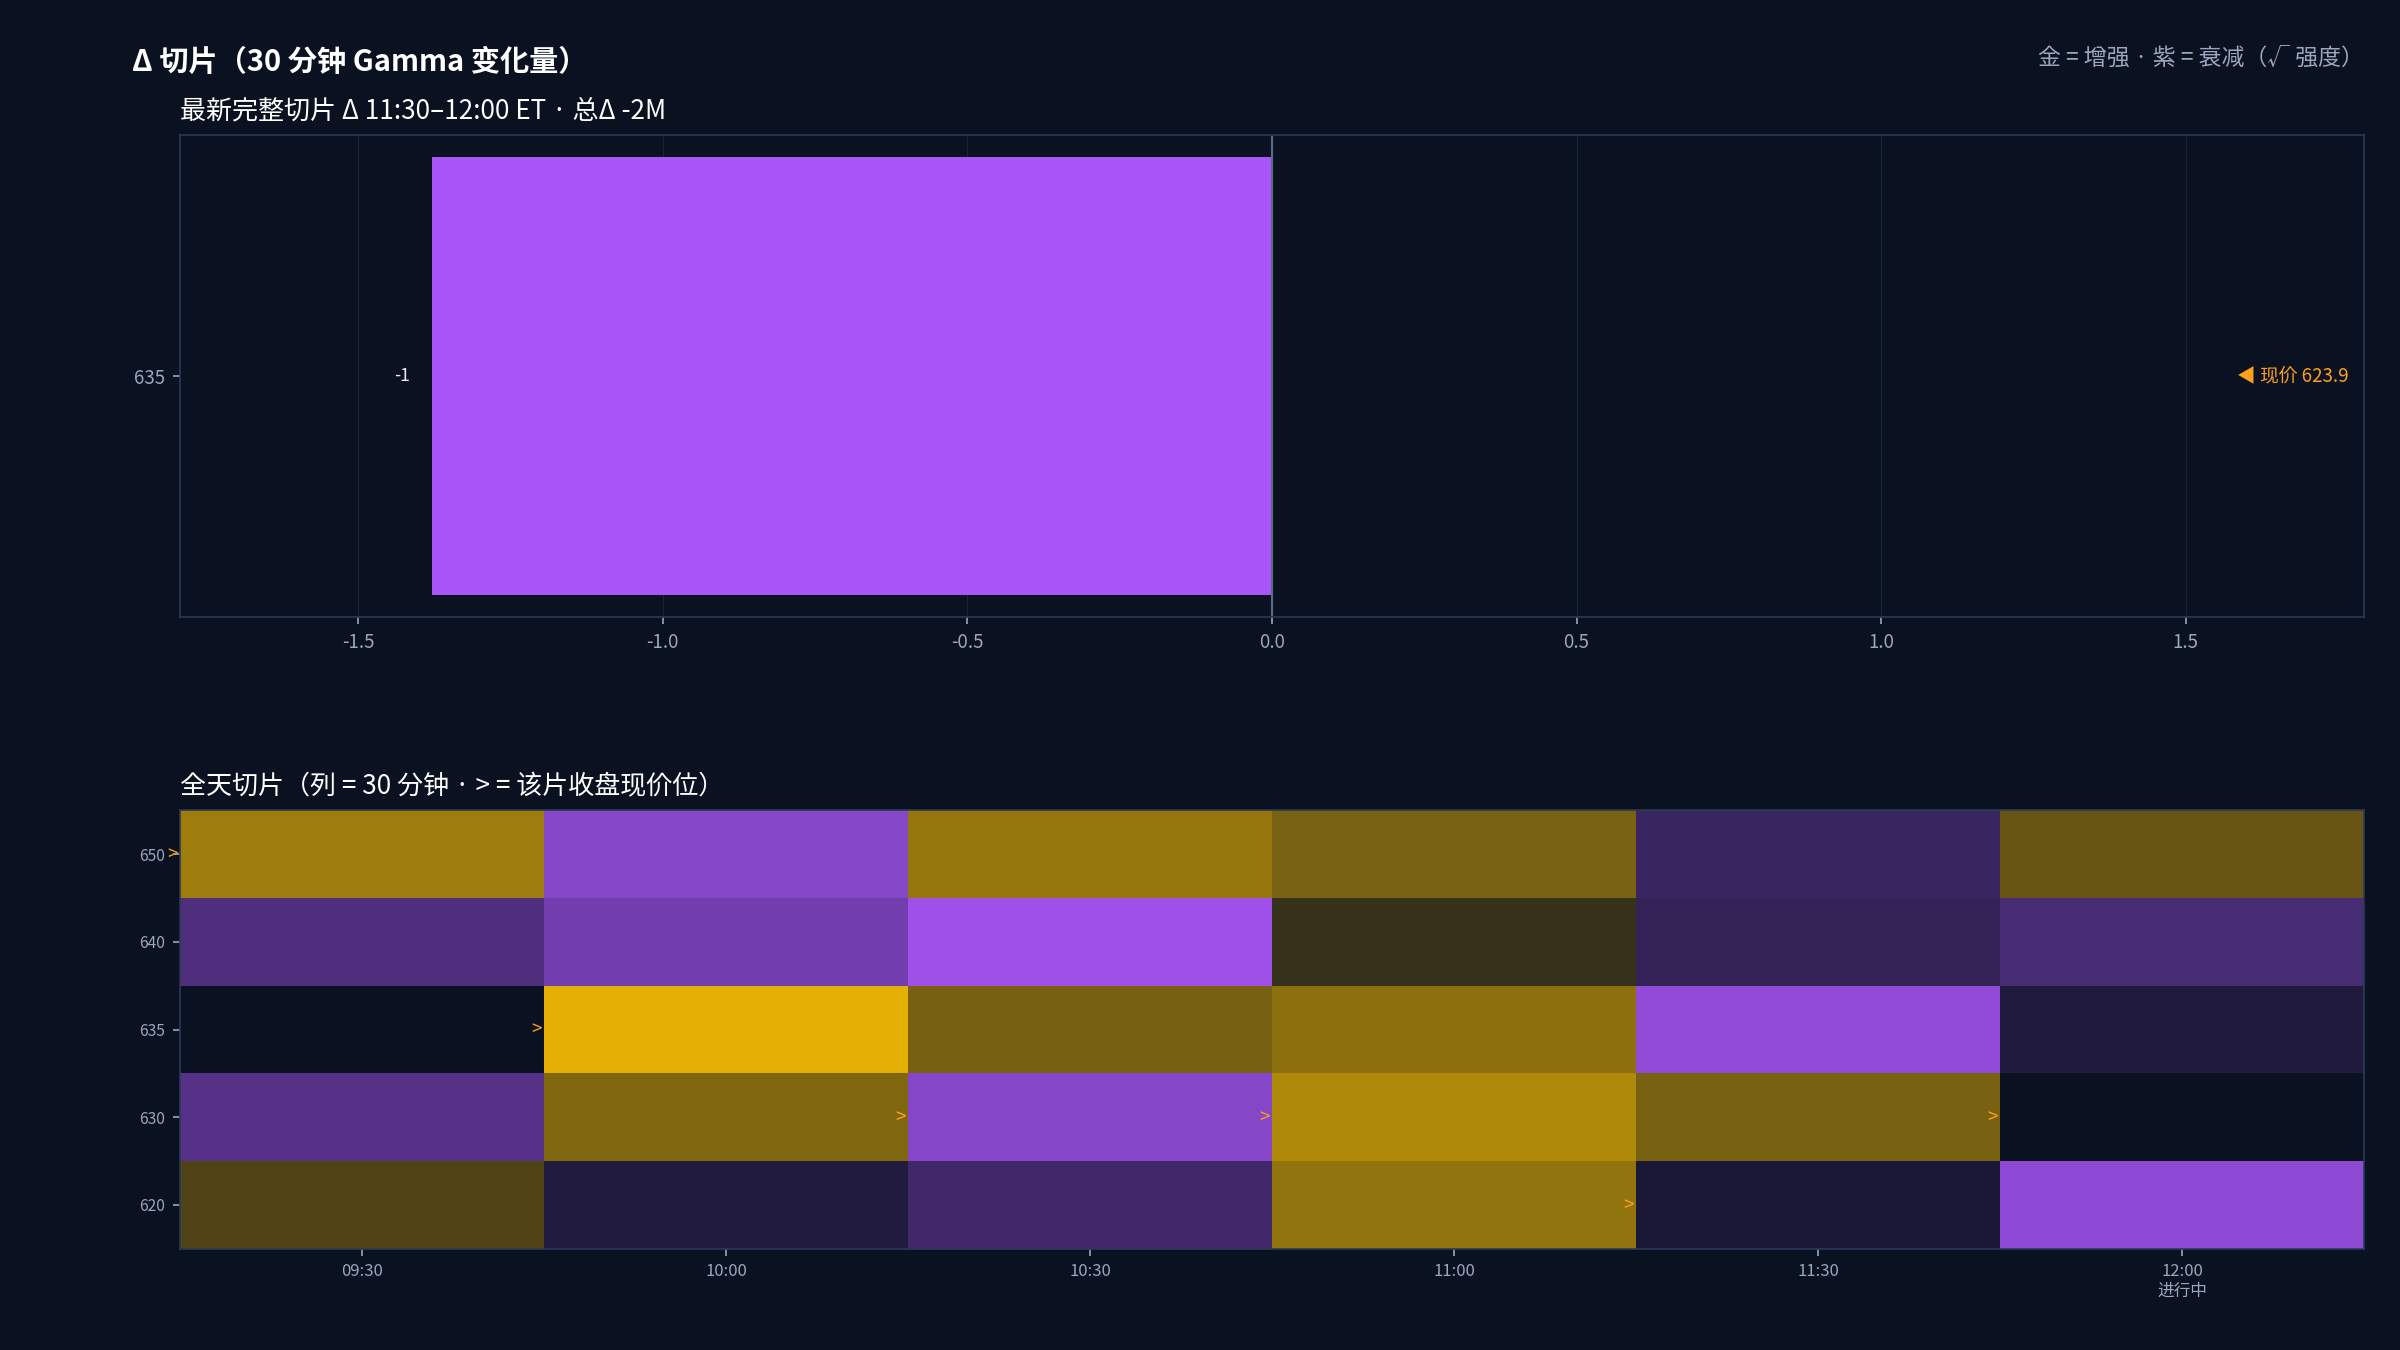 Δ 切片（30 分钟 Gamma 变化量）
金 = 增强 · 紫 = 衰减（√ 强度）
最新完整切片 Δ 11:30–12:00 ET · 总Δ -2M
635
-1
◀ 现价 623.9
-1.5 -1.0 -0.5 0.0 0.5 1.0 1.5
全天切片（列 = 30 分钟 · > = 该片收盘现价位）
650 >
640
635 >
630 > > >
620 >
09:30 10:00 10:30 11:00 11:30 12:00
进行中